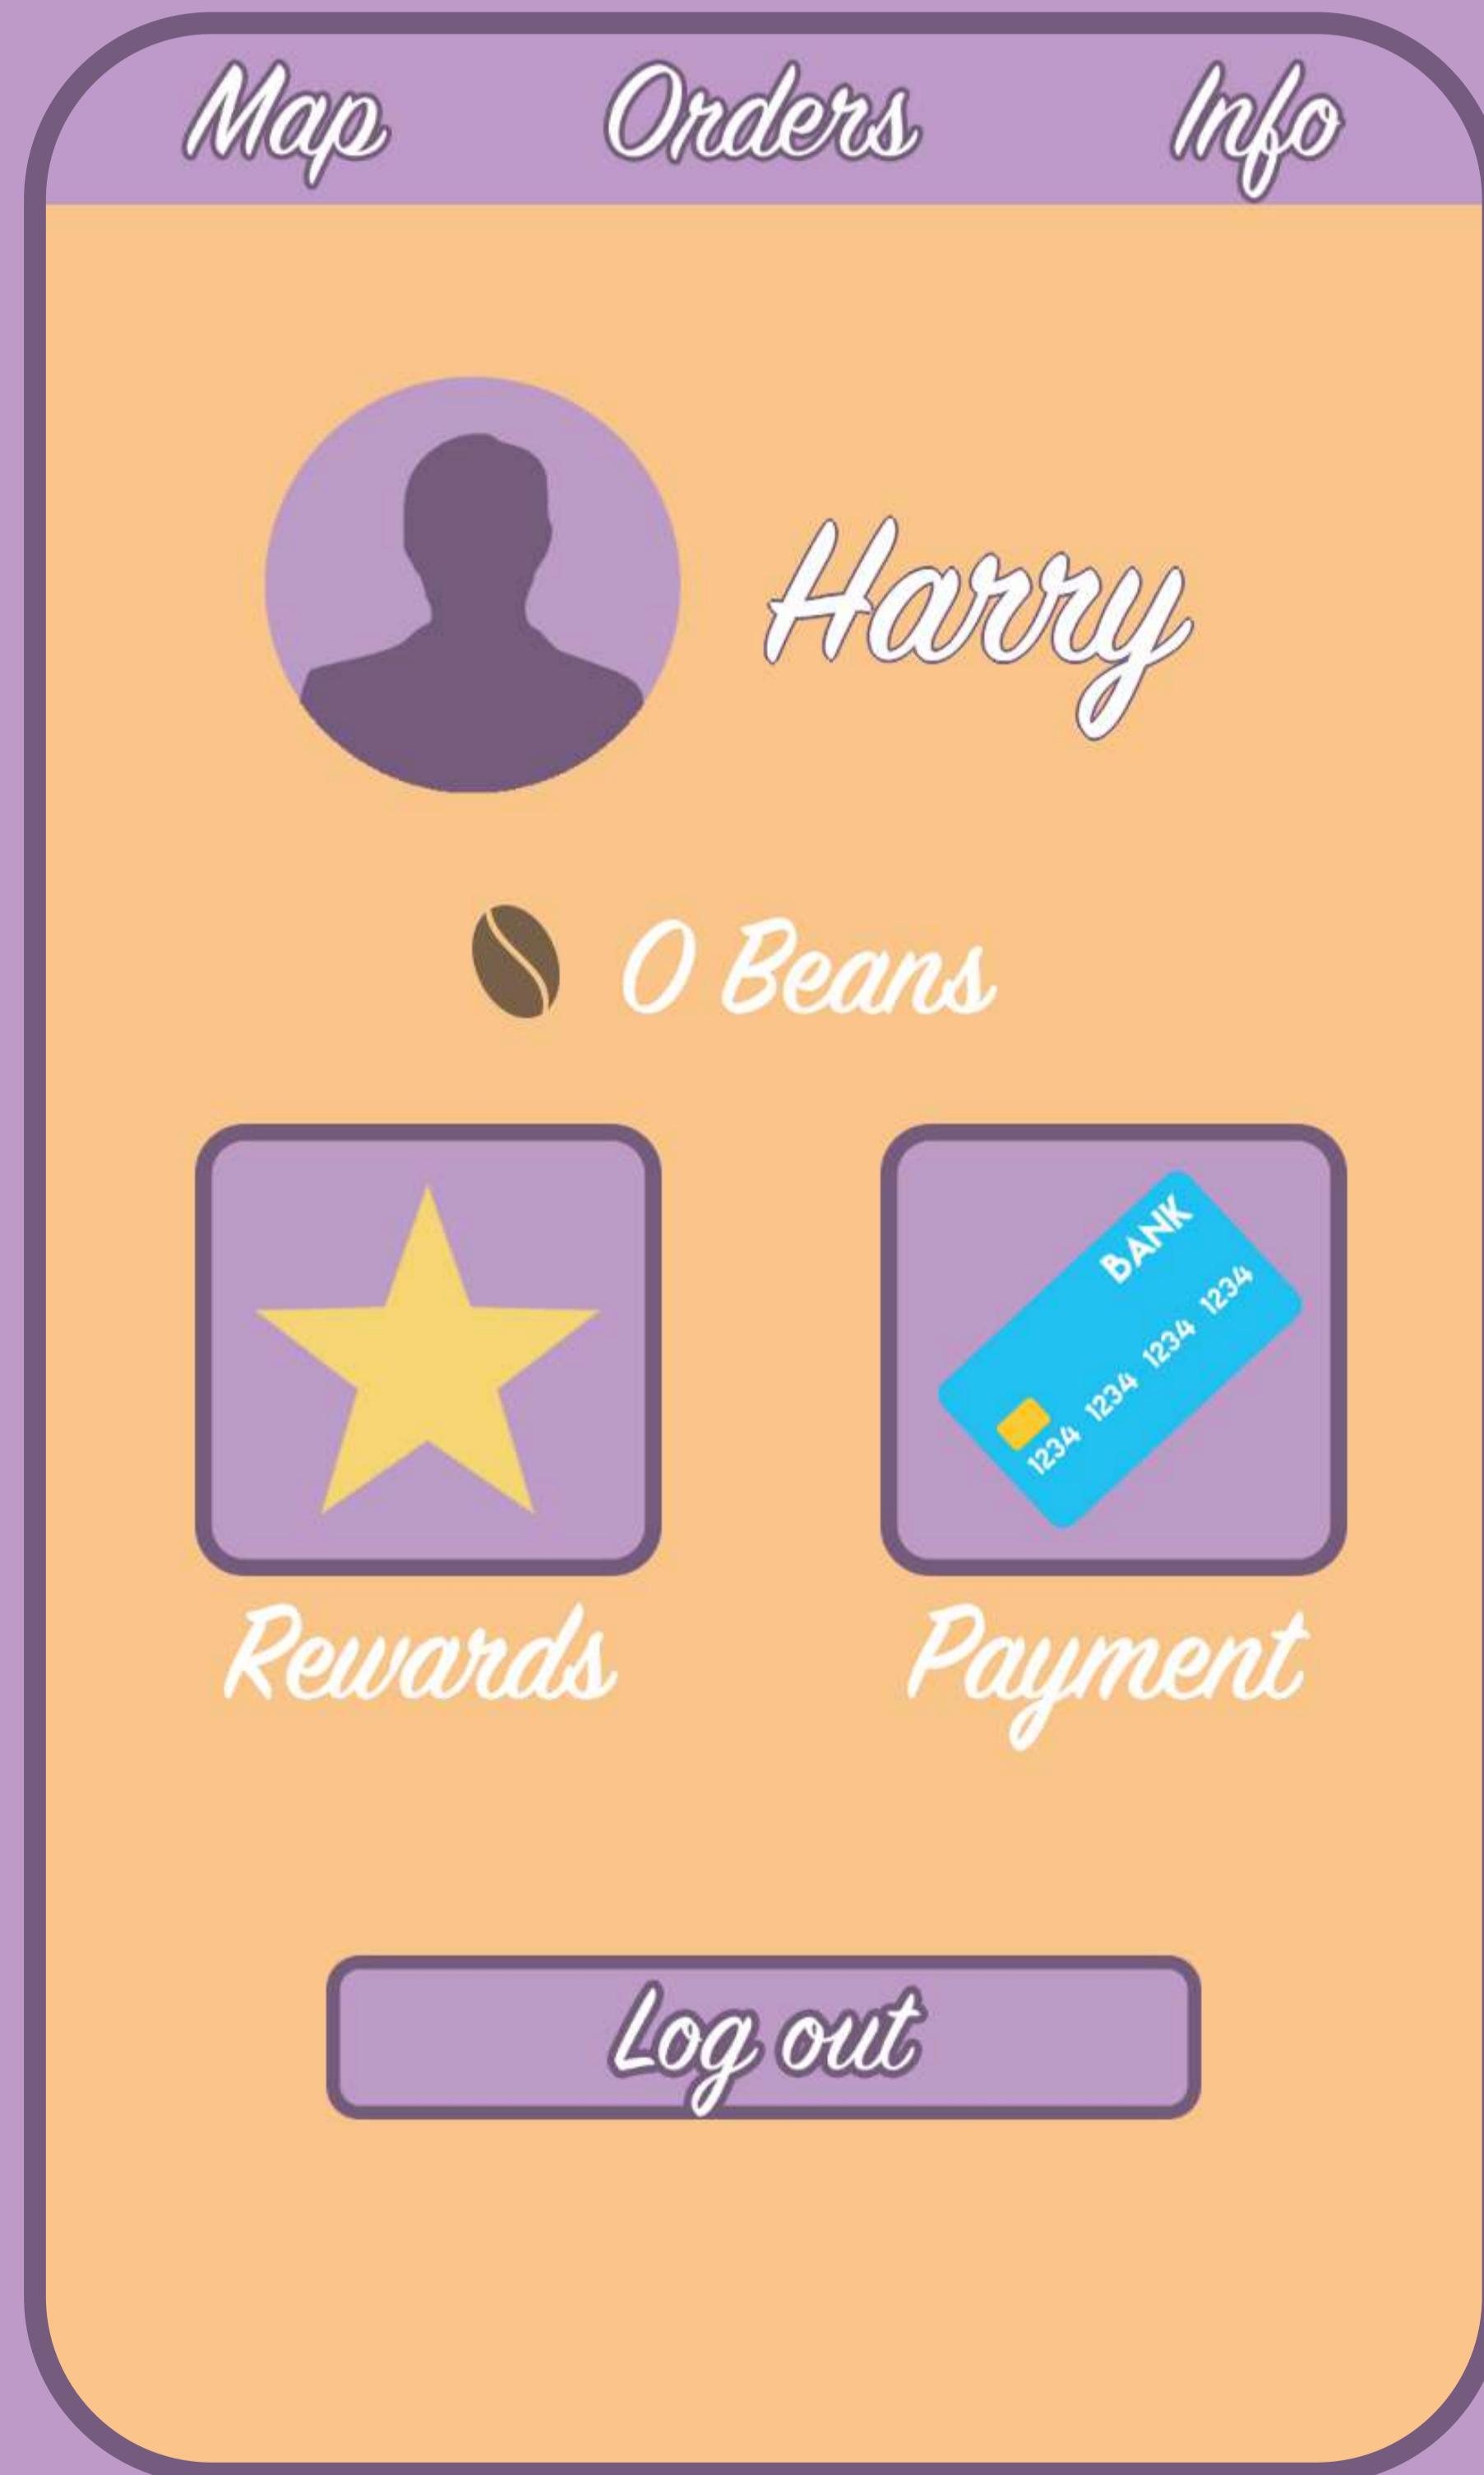 Map Orders Info
Harry
0 Beans
BANK
1234 1234 1234 1234
Rewards Payment
Log out